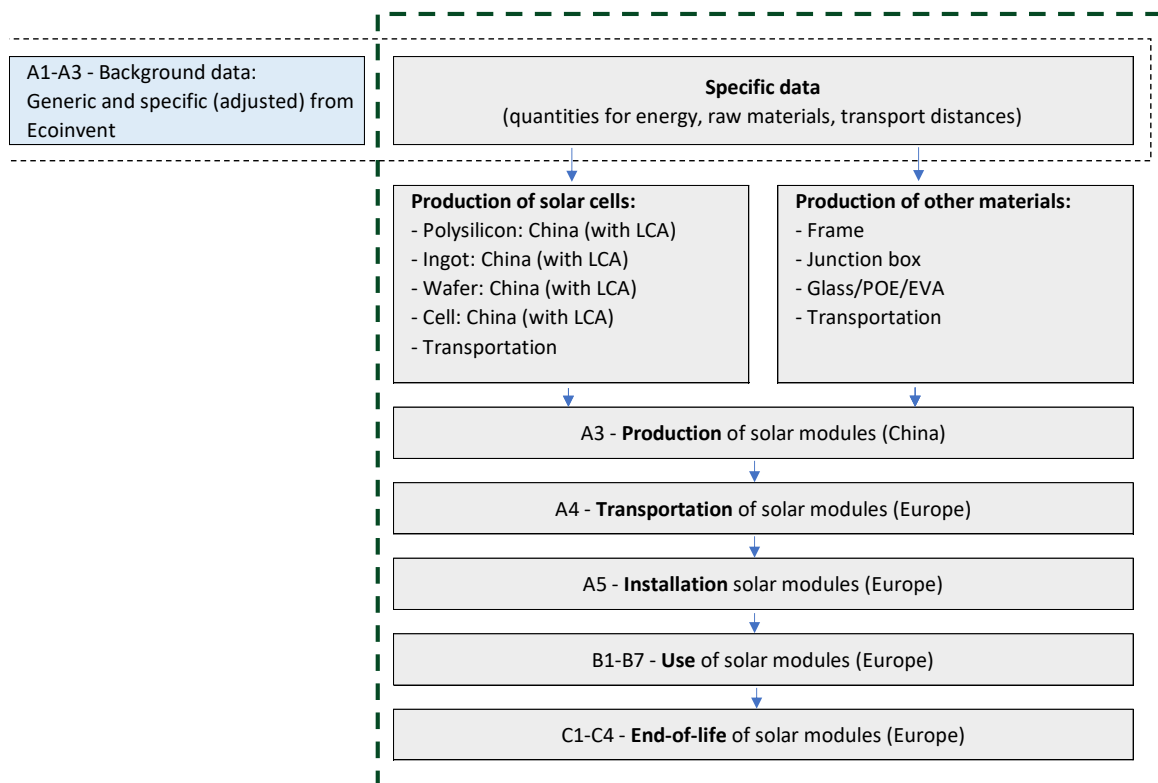 A1-A3 - Background data:
Generic and specific (adjusted) from
Ecoinvent
Specific data
(quantities for energy, raw materials, transport distances)
Production of solar cells:
- Polysilicon: China (with LCA)
- Ingot: China (with LCA)
- Wafer: China (with LCA)
- Cell: China (with LCA)
- Transportation
Production of other materials:
- Frame
- Junction box
- Glass/POE/EVA
- Transportation
A3 - Production of solar modules (China)
A4 - Transportation of solar modules (Europe)
A5 - Installation solar modules (Europe)
B1-B7 - Use of solar modules (Europe)
C1-C4 - End-of-life of solar modules (Europe)